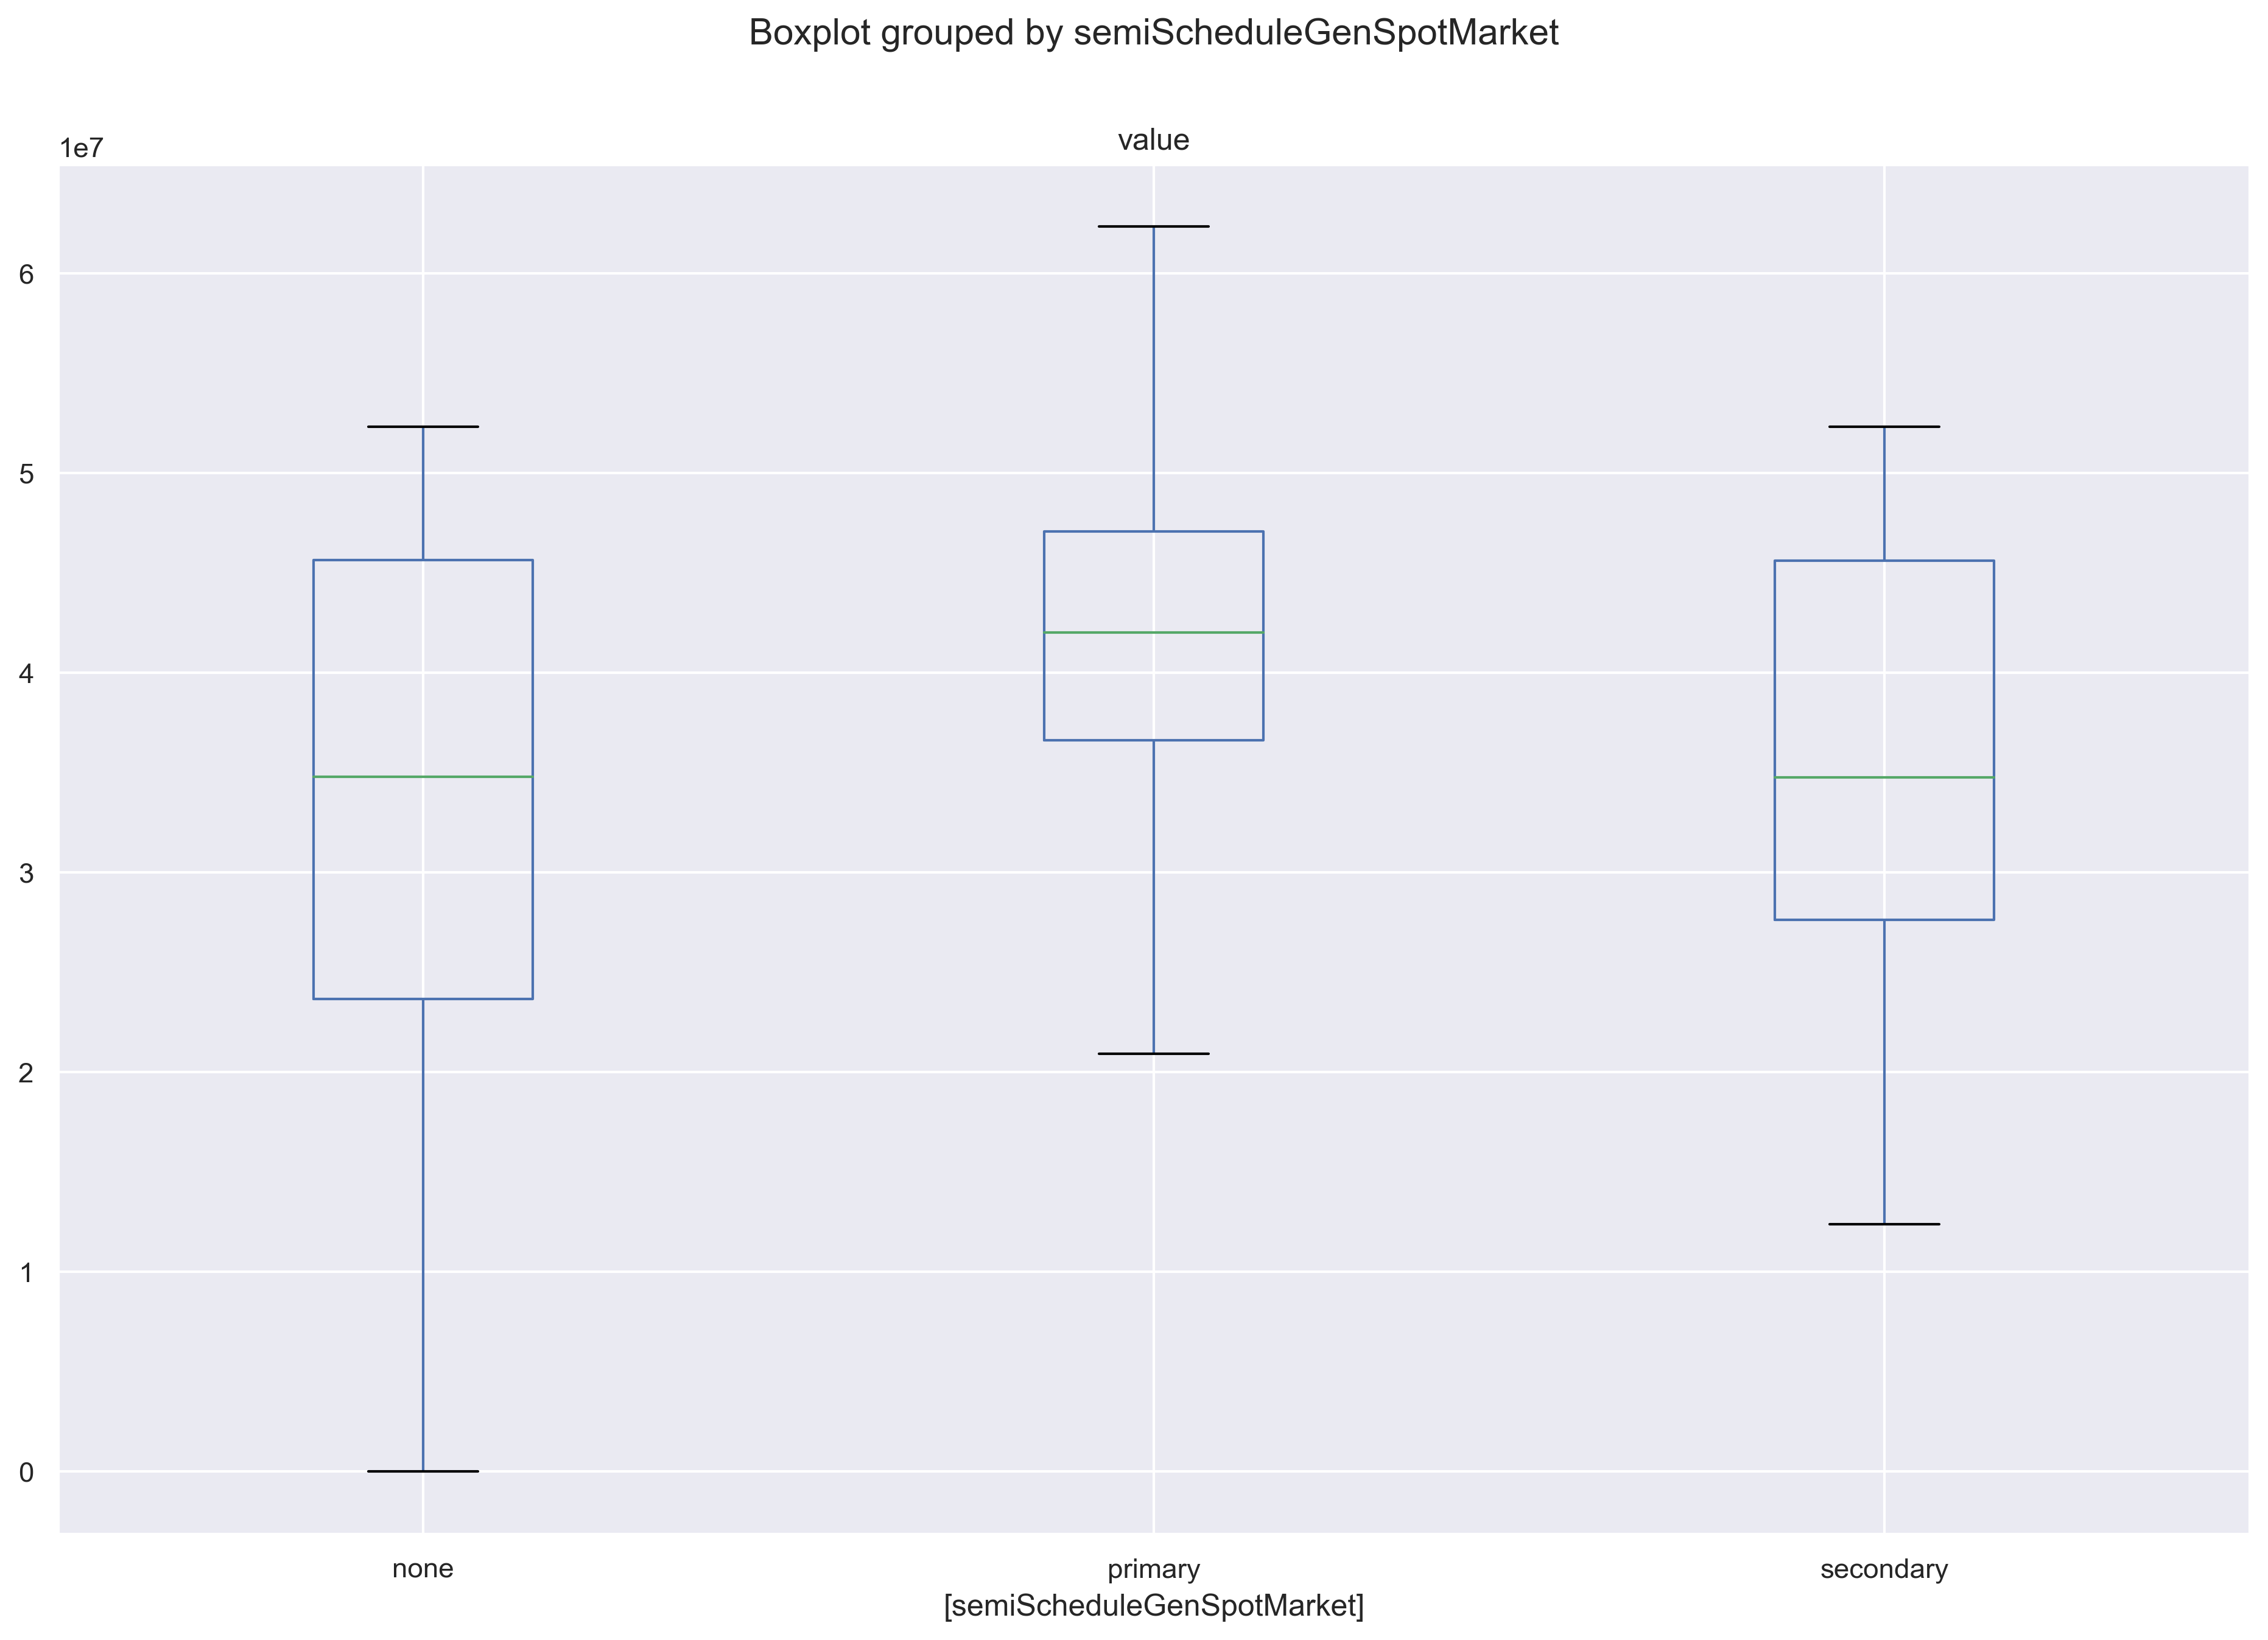 Boxplot grouped by semiScheduleGenSpotMarket
value
1e7
6
5
4
3
2
1
0
none primary secondary
[semiScheduleGenSpotMarket]